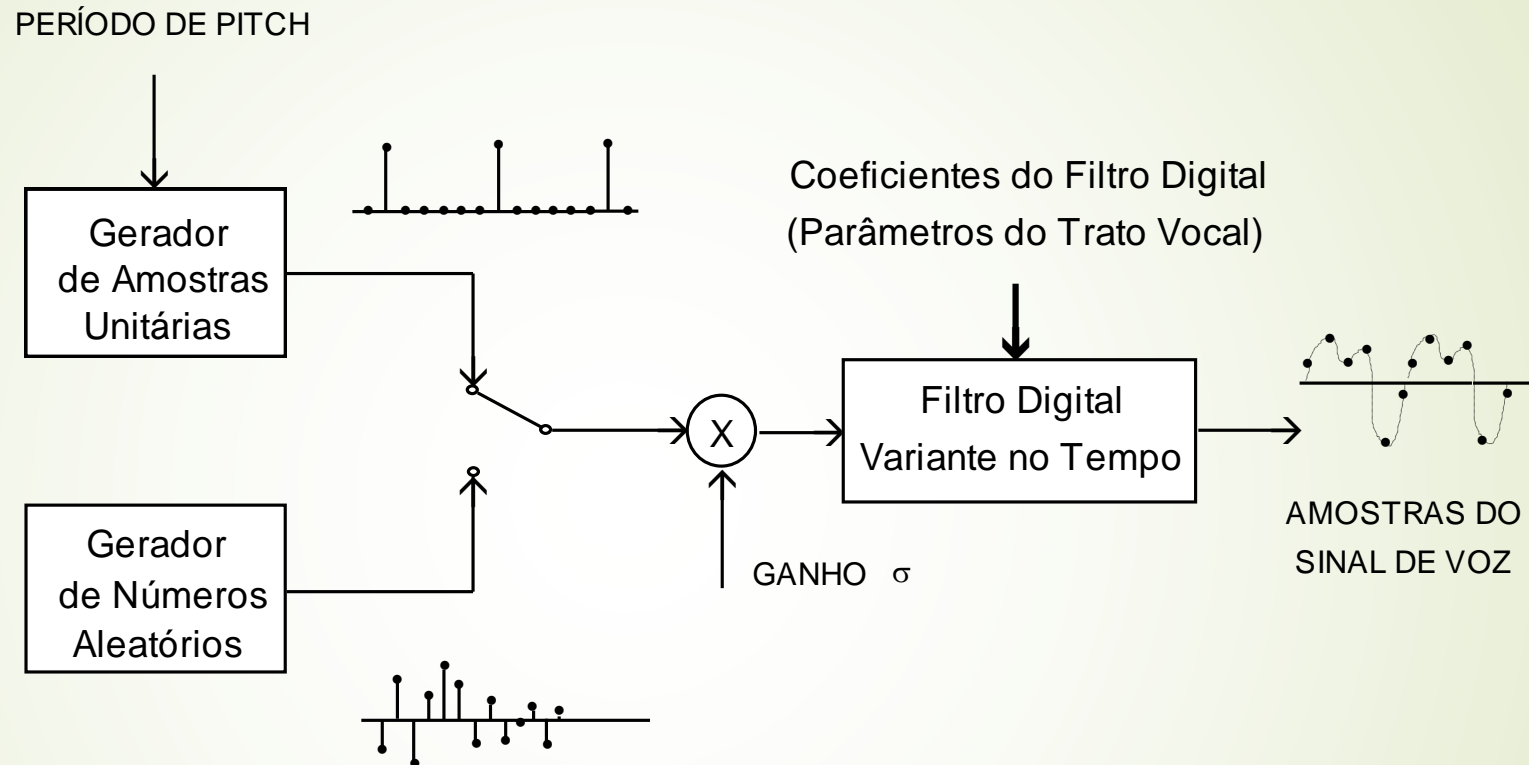 PERÍODO DE PITCH
Gerador
de Amostras
Unitárias
Coeficientes do Filtro Digital
(Parâmetros do Trato Vocal)
X
Filtro Digital
Variante no Tempo
GANHO σ
AMOSTRAS DO
SINAL DE VOZ
Gerador
de Números
Aleatórios